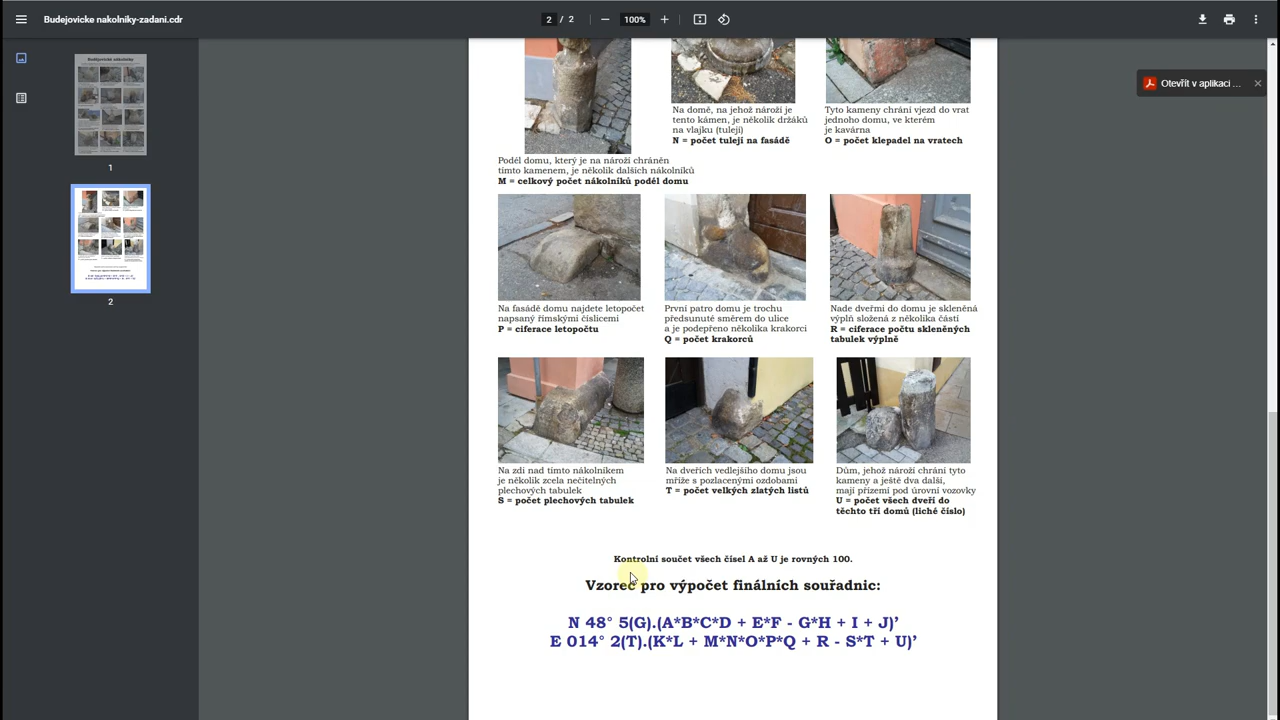 Budejovicke nakolniky-zadani.cdr
2 / 2
100%
Otevřít v aplikaci ...
1
2
Na domě, na jehož nároží je
tento kámen, je několik držáků
na vlajku (tulejí)
N = počet tulejí na fasádě
Tyto kameny chrání vjezd do vrat
jednoho domu, ve kterém
je kavárna
O = počet klepadel na vratech
Podél domu, který je na nároží chráněn
tímto kamenem, je několik dalších nákolníků
M = celkový počet nákolníků podél domu
Na fasádě domu najdete letopočet
napsaný římskými číslicemi
P = ciferace letopočtu
První patro domu je trochu
předsunuté směrem do ulice
a je podepřeno několika krakorci
Q = počet krakorců
Nade dveřmi do domu je skleněná
výplň složená z několika částí
R = ciferace počtu skleněných
tabulek výplně
Na zdi nad tímto nákolníkem
je několik zcela nečitelných
plechových tabulek
S = počet plechových tabulek
Na dveřích vedlejšího domu jsou
mříže s pozlacenými ozdobami
T = počet velkých zlatých listů
Dům, jehož nároží chrání tyto
kameny a ještě dva další,
mají přízemí pod úrovní vozovky
U = počet všech dveří do
těchto tří domů (liché číslo)
Kontrolní součet všech čísel A až U je rovných 100.
Vzorec pro výpočet finálních souřadnic:
N 48° 5(G).(A*B*C*D + E*F - G*H + I + J)’
E 014° 2(T).(K*L + M*N*O*P*Q + R - S*T + U)’